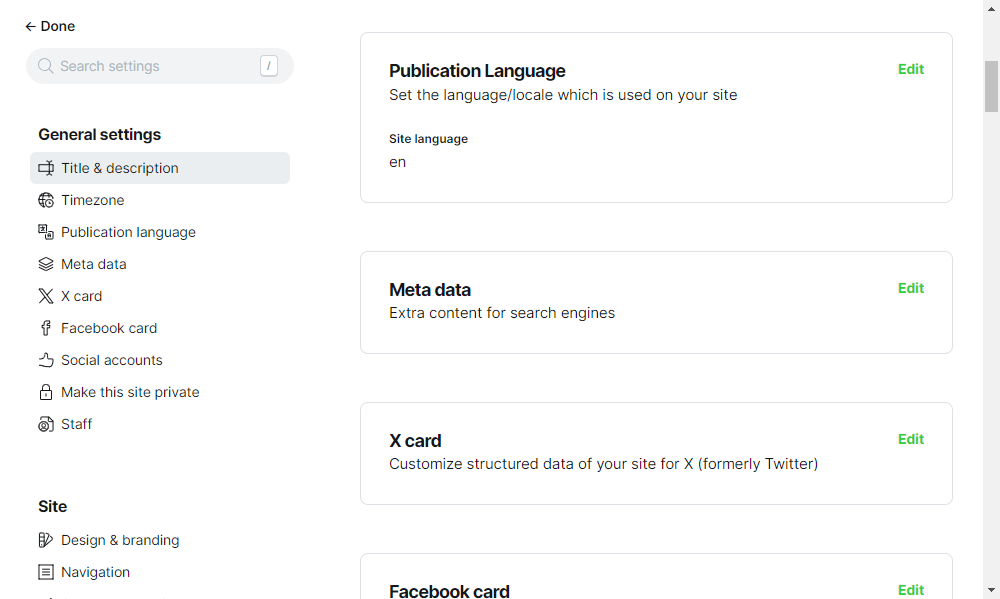 Done
Search settings
/
General settings
Title & description
Timezone
Publication language
Meta data
X card
Facebook card
Social accounts
Make this site private
Staff
Site
Design & branding
Navigation
Publication Language
Edit
Set the language/locale which is used on your site
Site language
en
Meta data
Edit
Extra content for search engines
X card
Edit
Customize structured data of your site for X (formerly Twitter)
Facebook card
Edit